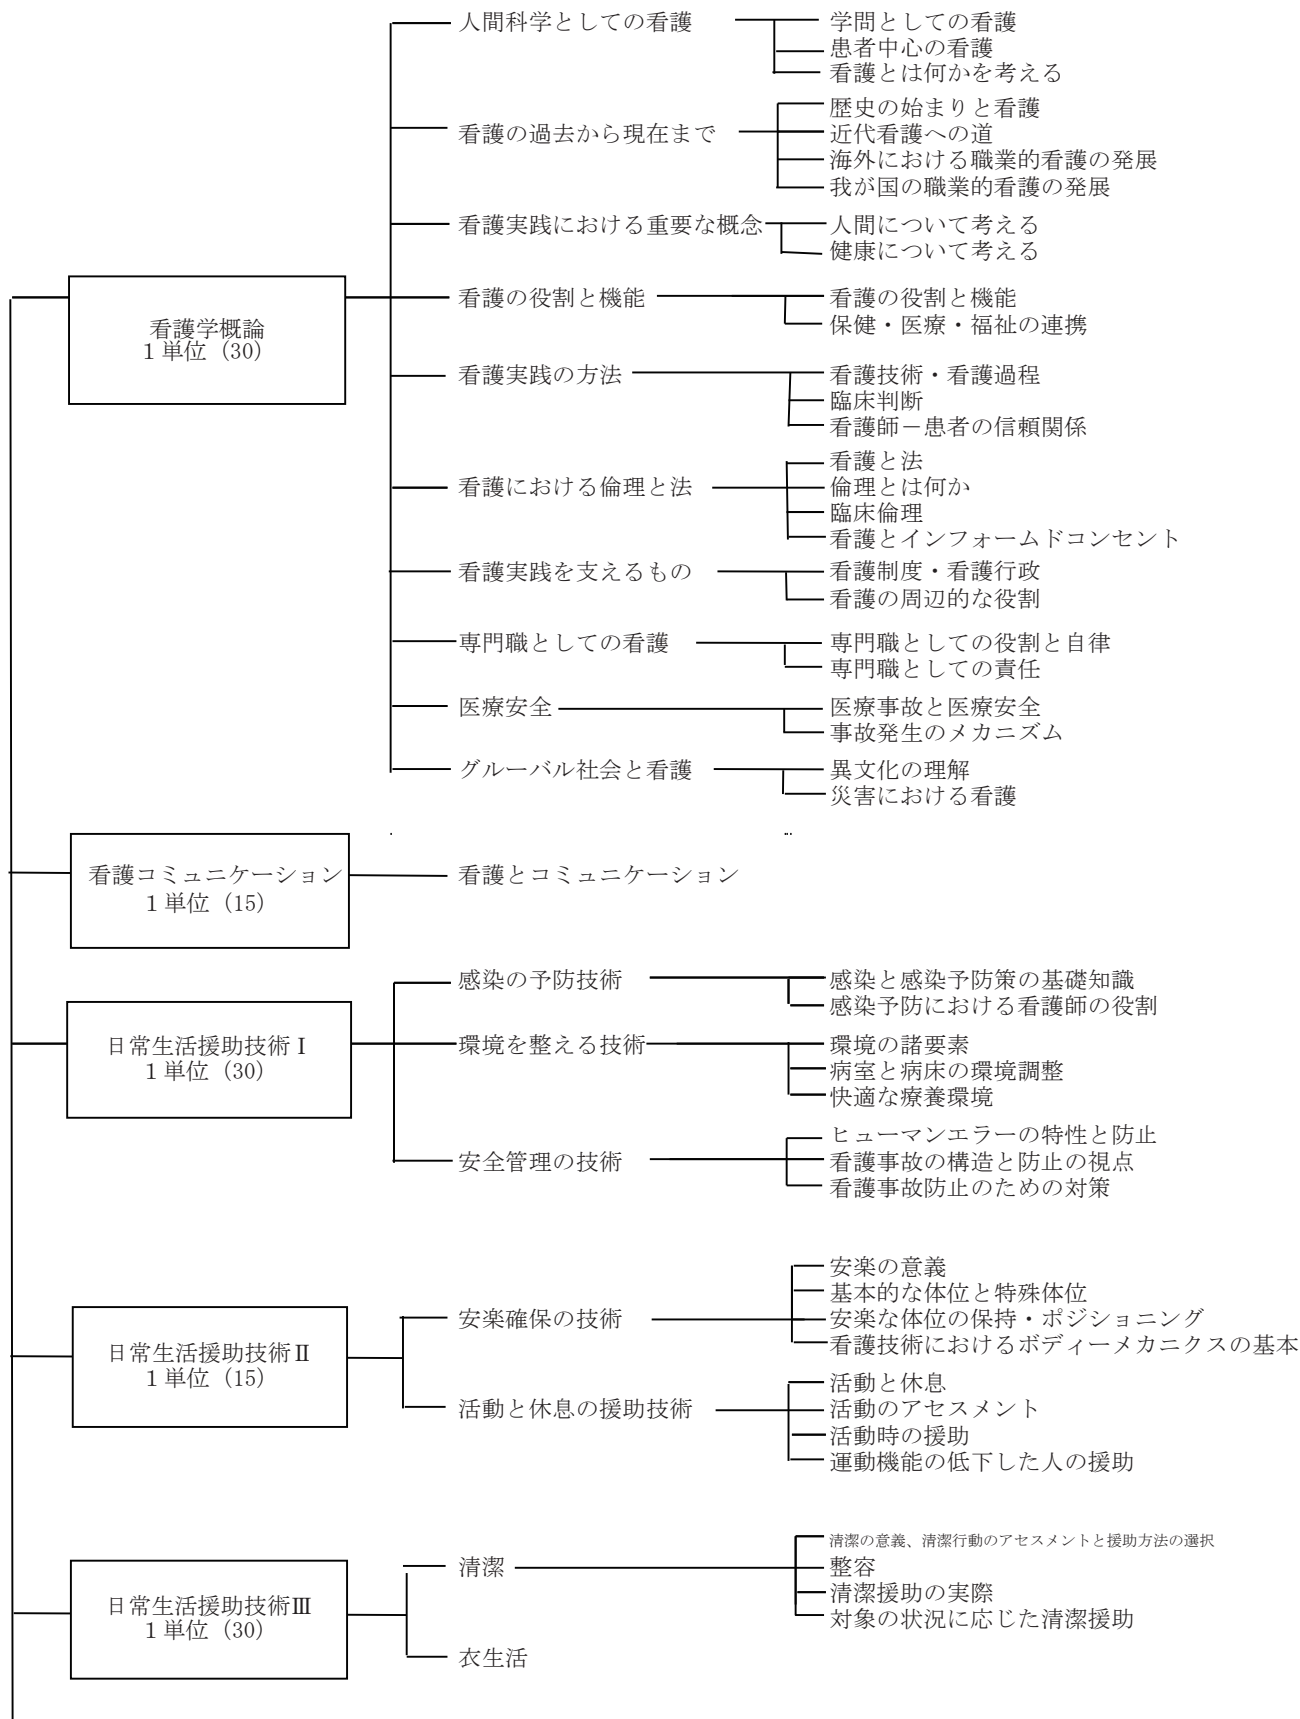 人間科学としての看護
学問としての看護
患者中心の看護
看護とは何かを考える
看護の過去から現在まで
歴史の始まりと看護
近代看護への道
海外における職業的看護の発展
我が国の職業的看護の発展
看護実践における重要な概念
人間について考える
健康について考える
看護学概論
１単位（30）
看護の役割と機能
看護の役割と機能
保健・医療・福祉の連携
看護実践の方法
看護技術・看護過程
臨床判断
看護師－患者の信頼関係
看護における倫理と法
看護と法
倫理とは何か
臨床倫理
看護とインフォームドコンセント
看護実践を支えるもの
看護制度・看護行政
看護の周辺的な役割
専門職としての看護
専門職としての役割と自律
専門職としての責任
医療安全
医療事故と医療安全
事故発生のメカニズム
グルーバル社会と看護
異文化の理解
災害における看護
看護コミュニケーション
１単位（15）
看護とコミュニケーション
日常生活援助技術Ⅰ
１単位（30）
感染の予防技術
感染と感染予防策の基礎知識
感染予防における看護師の役割
環境を整える技術
環境の諸要素
病室と病床の環境調整
快適な療養環境
安全管理の技術
ヒューマンエラーの特性と防止
看護事故の構造と防止の視点
看護事故防止のための対策
日常生活援助技術Ⅱ
１単位（15）
安楽確保の技術
安楽の意義
基本的な体位と特殊体位
安楽な体位の保持・ポジショニング
看護技術におけるボディーメカニクスの基本
活動と休息の援助技術
活動と休息
活動のアセスメント
活動時の援助
運動機能の低下した人の援助
日常生活援助技術Ⅲ
１単位（30）
清潔
清潔の意義、清潔行動のアセスメントと援助方法の選択
整容
清潔援助の実際
対象の状況に応じた清潔援助
衣生活